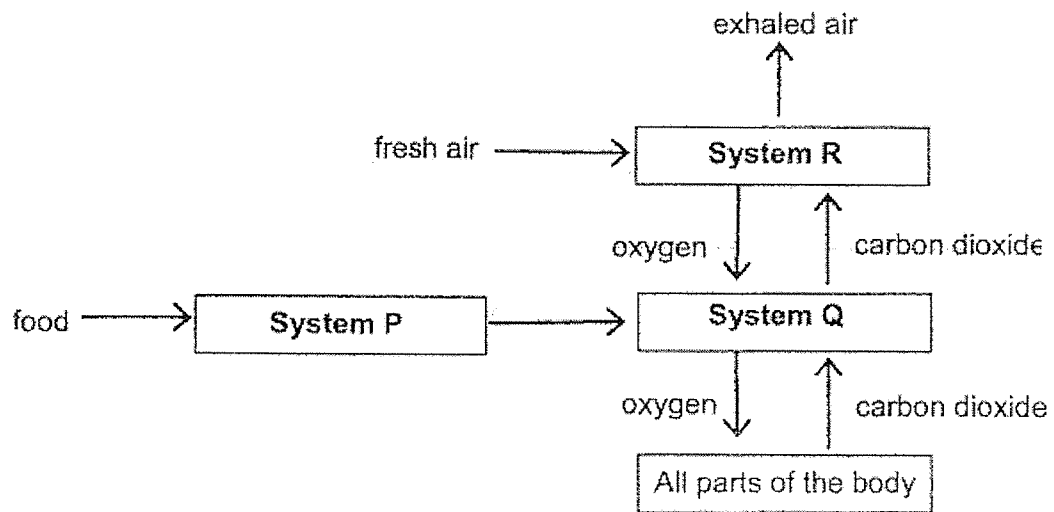 exhaled air
fresh air
System R
oxygen
carbon dioxide
food
System P
System Q
oxygen
carbon dioxide
All parts of the body